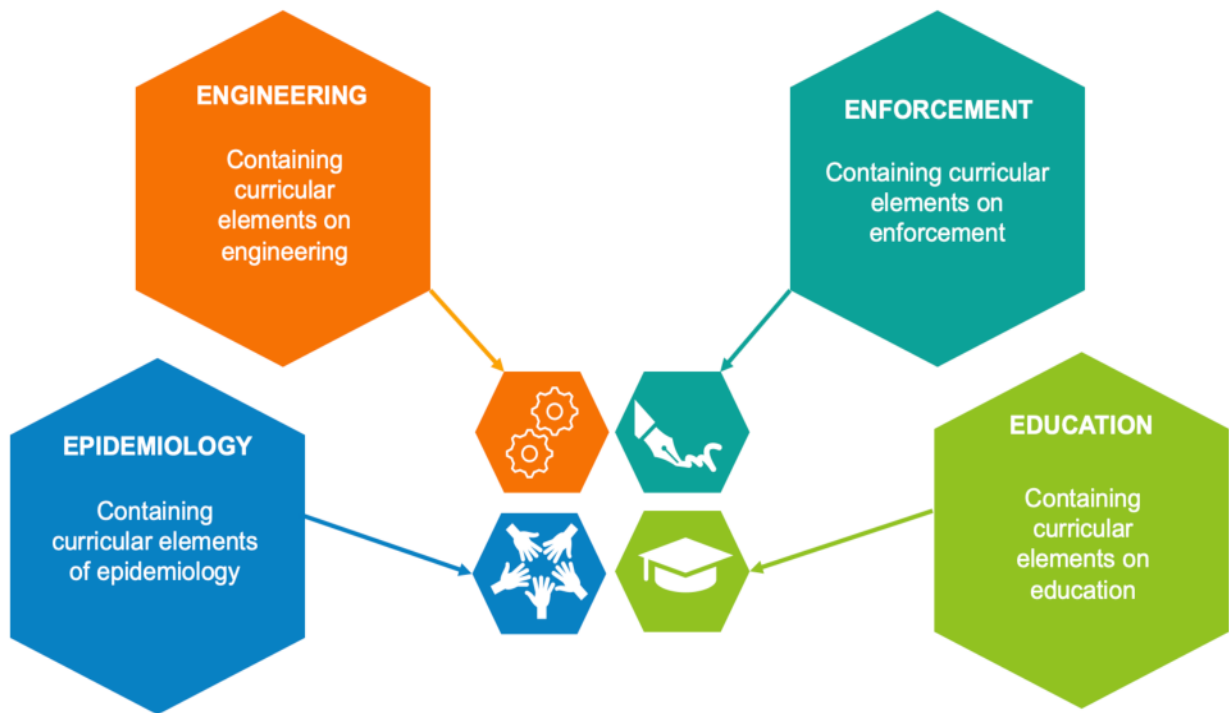 ENGINEERING
Containing
curricular
elements on
engineering
ENFORCEMENT
Containing curricular
elements on
enforcement
EPIDEMIOLOGY
Containing
curricular elements
of epidemiology
EDUCATION
Containing
curricular
elements on
education